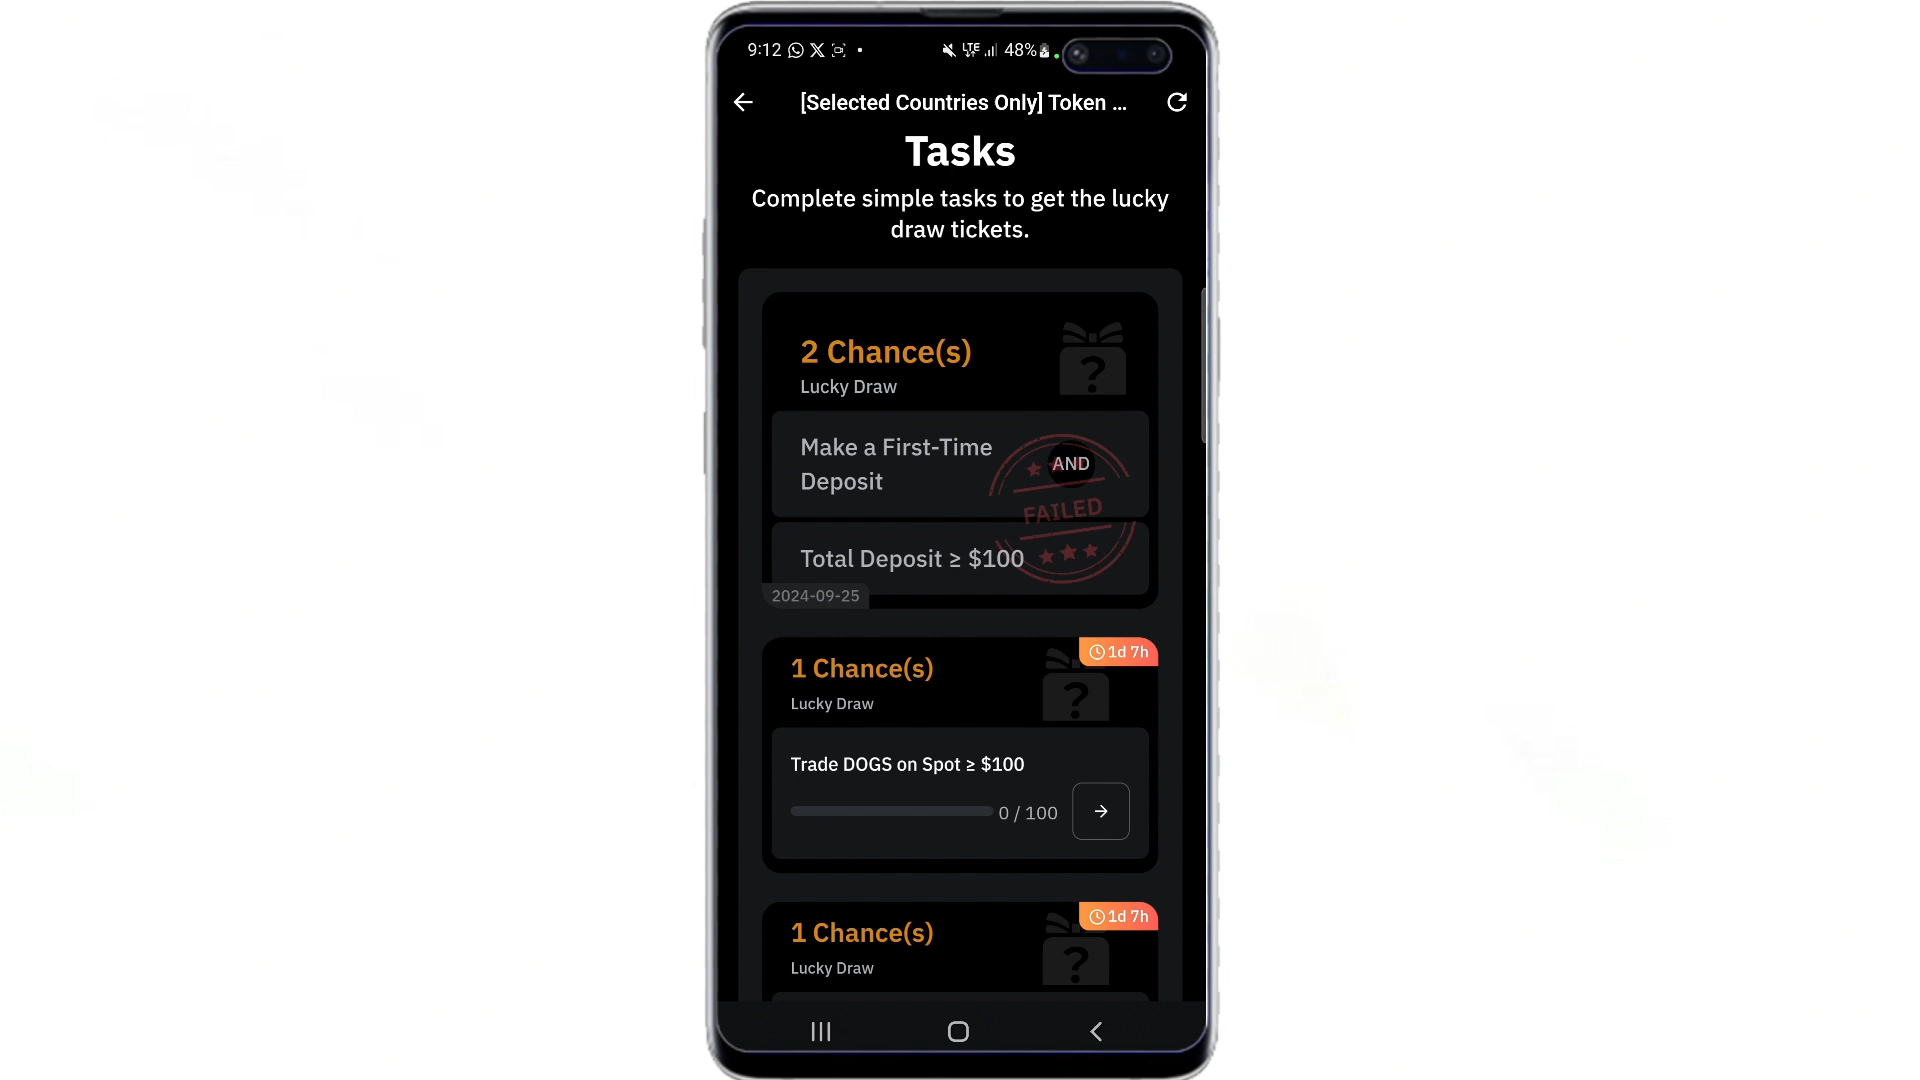 9:12
LTE
48%
[Selected Countries Only] Token ...
Tasks
Complete simple tasks to get the lucky
draw tickets.
2 Chance(s)
Lucky Draw
Make a First-Time
Deposit
AND
FAILED
Total Deposit ≥ $100
2024-09-25
1d 7h
1 Chance(s)
Lucky Draw
Trade DOGS on Spot ≥ $100
0 / 100
1d 7h
1 Chance(s)
Lucky Draw